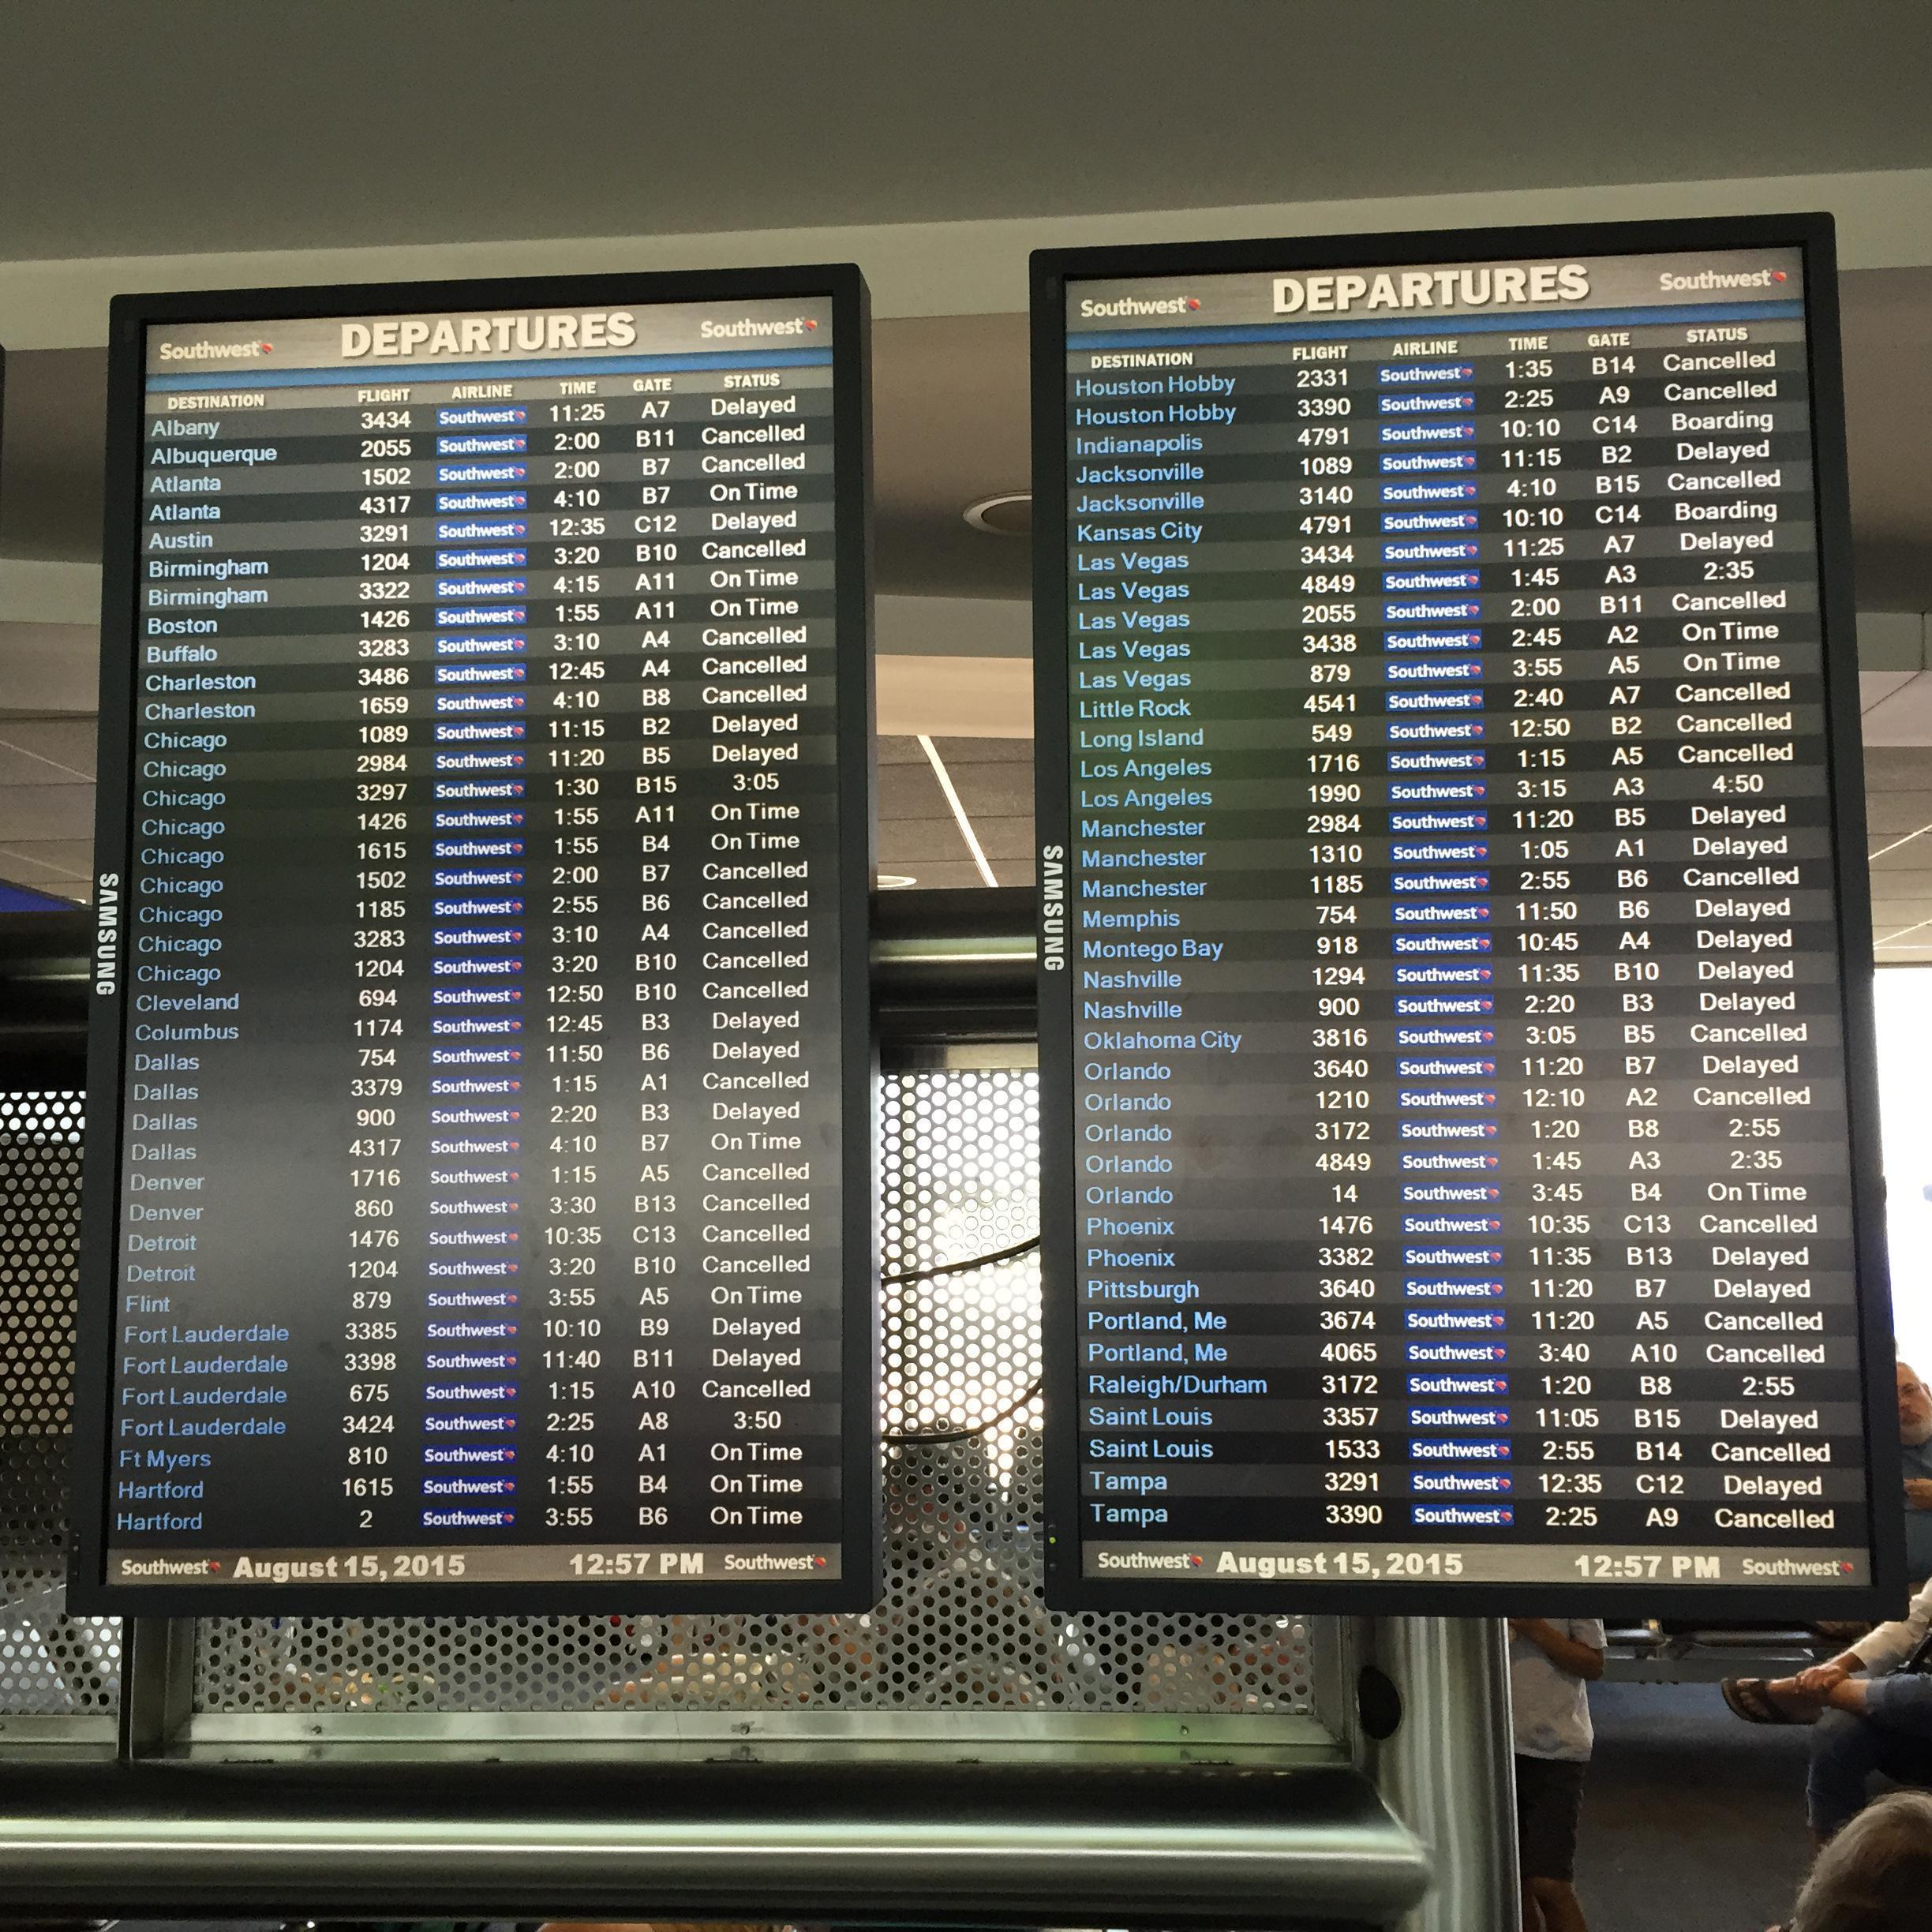 Southwest DEPARTURES Southwest
DESTINATION FLIGHT AIRLINE TIME GATE STATUS
Albany 3434 Southwest 11:25 A7 Delayed
Albuquerque 2055 Southwest 2:00 B11 Cancelled
Atlanta 1502 Southwest 2:00 B7 Cancelled
Atlanta 4317 Southwest 4:10 B7 On Time
Austin 3291 Southwest 12:35 C12 Delayed
Birmingham 1204 Southwest 3:20 B10 Cancelled
Birmingham 3322 Southwest 4:15 A11 On Time
Boston 1426 Southwest 1:55 A11 On Time
Buffalo 3283 Southwest 3:10 A4 Cancelled
Charleston 3486 Southwest 12:45 A4 Cancelled
Charleston 1659 Southwest 4:10 B8 Cancelled
Chicago 1089 Southwest 11:15 B2 Delayed
Chicago 2984 Southwest 11:20 B5 Delayed
Chicago 3297 Southwest 1:30 B15 3:05
Chicago 1426 Southwest 1:55 A11 On Time
Chicago 1615 Southwest 1:55 B4 On Time
Chicago 1502 Southwest 2:00 B7 Cancelled
Chicago 1185 Southwest 2:55 B6 Cancelled
Chicago 3283 Southwest 3:10 A4 Cancelled
Chicago 1204 Southwest 3:20 B10 Cancelled
Cleveland 694 Southwest 12:50 B10 Cancelled
Columbus 1174 Southwest 12:45 B3 Delayed
Dallas 754 Southwest 11:50 B6 Delayed
Dallas 3379 Southwest 1:15 A1 Cancelled
Dallas 900 Southwest 2:20 B3 Delayed
Dallas 4317 Southwest 4:10 B7 On Time
Denver 1716 Southwest 1:15 A5 Cancelled
Denver 860 Southwest 3:30 B13 Cancelled
Detroit 1476 Southwest 10:35 C13 Cancelled
Detroit 1204 Southwest 3:20 B10 Cancelled
Flint 879 Southwest 3:55 A5 On Time
Fort Lauderdale 3385 Southwest 10:10 B9 Delayed
Fort Lauderdale 3398 Southwest 11:40 B11 Delayed
Fort Lauderdale 675 Southwest 1:15 A10 Cancelled
Fort Lauderdale 3424 Southwest 2:25 A8 3:50
Ft Myers 810 Southwest 4:10 A1 On Time
Hartford 1615 Southwest 1:55 B4 On Time
Hartford 2 Southwest 3:55 B6 On Time
Southwest August 15, 2015 12:57 PM Southwest
SAMSUNG
Southwest DEPARTURES Southwest
DESTINATION FLIGHT AIRLINE TIME GATE STATUS
Houston Hobby 2331 Southwest 1:35 B14 Cancelled
Houston Hobby 3390 Southwest 2:25 A9 Cancelled
Indianapolis 4791 Southwest 10:10 C14 Boarding
Jacksonville 1089 Southwest 11:15 B2 Delayed
Jacksonville 3140 Southwest 4:10 B15 Cancelled
Kansas City 4791 Southwest 10:10 C14 Boarding
Las Vegas 3434 Southwest 11:25 A7 Delayed
Las Vegas 4849 Southwest 1:45 A3 2:35
Las Vegas 2055 Southwest 2:00 B11 Cancelled
Las Vegas 3438 Southwest 2:45 A2 On Time
Las Vegas 879 Southwest 3:55 A5 On Time
Little Rock 4541 Southwest 2:40 A7 Cancelled
Long Island 549 Southwest 12:50 B2 Cancelled
Los Angeles 1716 Southwest 1:15 A5 Cancelled
Los Angeles 1990 Southwest 3:15 A3 4:50
Manchester 2984 Southwest 11:20 B5 Delayed
Manchester 1310 Southwest 1:05 A1 Delayed
Manchester 1185 Southwest 2:55 B6 Cancelled
Memphis 754 Southwest 11:50 B6 Delayed
Montego Bay 918 Southwest 10:45 A4 Delayed
Nashville 1294 Southwest 11:35 B10 Delayed
Nashville 900 Southwest 2:20 B3 Delayed
Oklahoma City 3816 Southwest 3:05 B5 Cancelled
Orlando 3640 Southwest 11:20 B7 Delayed
Orlando 1210 Southwest 12:10 A2 Cancelled
Orlando 3172 Southwest 1:20 B8 2:55
Orlando 4849 Southwest 1:45 A3 2:35
Orlando 14 Southwest 3:45 B4 On Time
Phoenix 1476 Southwest 10:35 C13 Cancelled
Phoenix 3382 Southwest 11:35 B13 Delayed
Pittsburgh 3640 Southwest 11:20 B7 Delayed
Portland, Me 3674 Southwest 11:20 A5 Cancelled
Portland, Me 4065 Southwest 3:40 A10 Cancelled
Raleigh/Durham 3172 Southwest 1:20 B8 2:55
Saint Louis 3357 Southwest 11:05 B15 Delayed
Saint Louis 1533 Southwest 2:55 B14 Cancelled
Tampa 3291 Southwest 12:35 C12 Delayed
Tampa 3390 Southwest 2:25 A9 Cancelled
Southwest August 15, 2015 12:57 PM Southwest
SAMSUNG